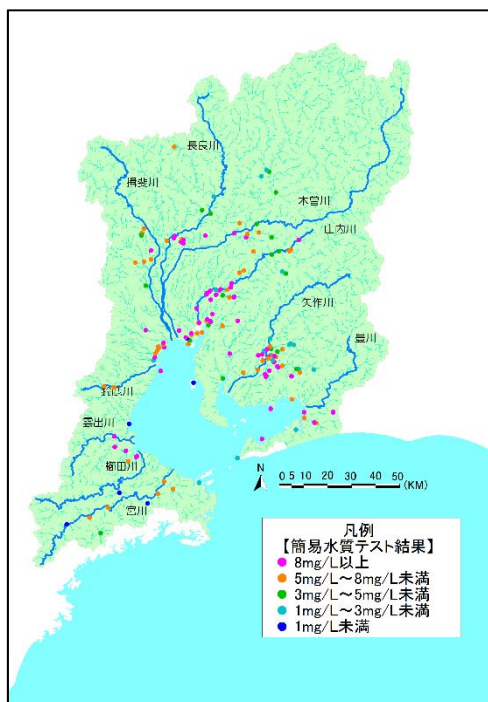 長良川
揖斐川
木曽川
庄内川
矢作川
豊川
鈴鹿川
雲出川
櫛田川
宮川
N
0 5 10 20 30 40 50
(KM)
凡例
【簡易水質テスト結果】
8mg/L以上
5mg/L～8mg/L未満
3mg/L～5mg/L未満
1mg/L～3mg/L未満
1mg/L未満